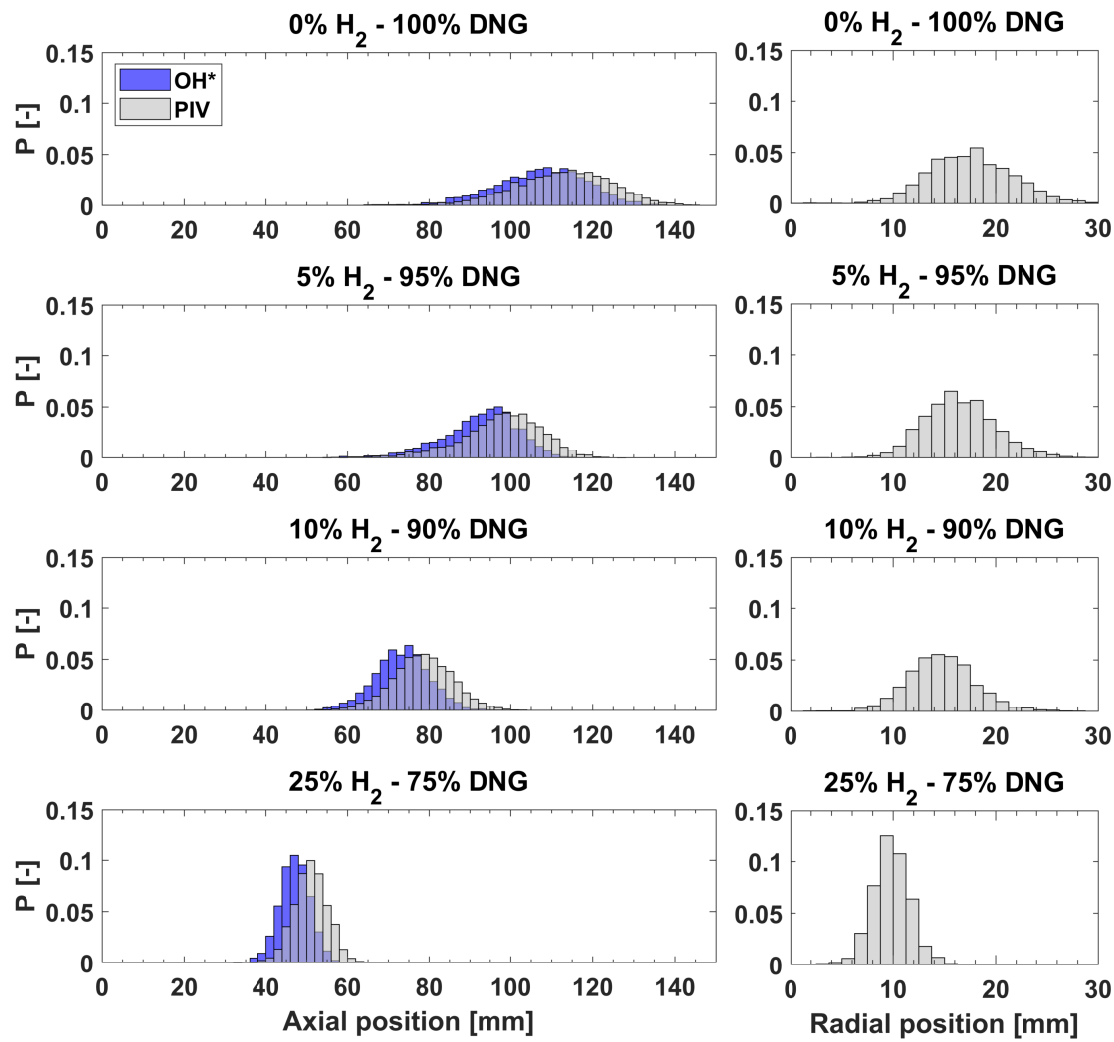 0% H2 - 100% DNG
0% H2 - 100% DNG
0.15
0.1
0.05
0
P [-]
OH*
PIV
0 20 40 60 80 100 120 140
0.15
0.1
0.05
0
0 10 20 30
5% H2 - 95% DNG
5% H2 - 95% DNG
0.15
0.1
0.05
0
P [-]
0 20 40 60 80 100 120 140
0.15
0.1
0.05
0
0 10 20 30
10% H2 - 90% DNG
10% H2 - 90% DNG
0.15
0.1
0.05
0
P [-]
0 20 40 60 80 100 120 140
0.15
0.1
0.05
0
0 10 20 30
25% H2 - 75% DNG
25% H2 - 75% DNG
0.15
0.1
0.05
0
P [-]
0 20 40 60 80 100 120 140
Axial position [mm]
0.15
0.1
0.05
0
0 10 20 30
Radial position [mm]